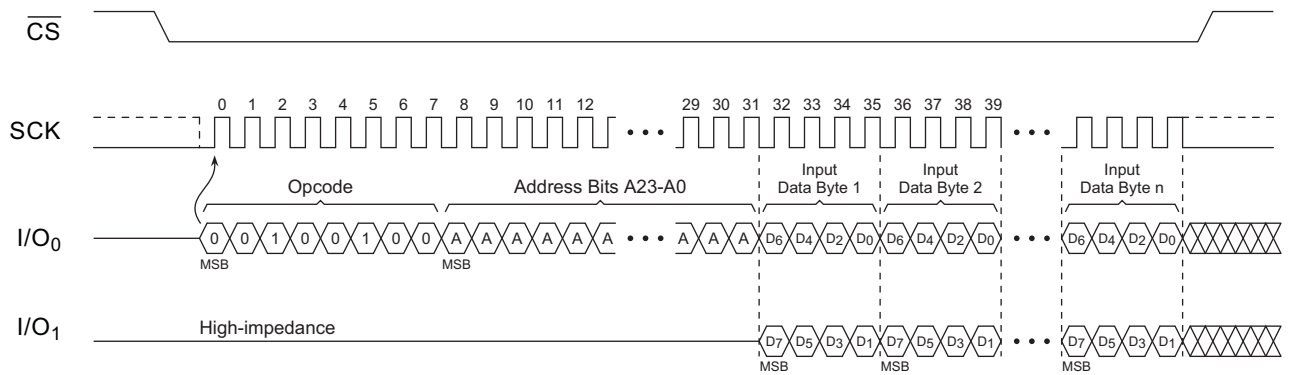 CS
0 1 2 3 4 5 6 7 8 9 10 11 12 29 30 31 32 33 34 35 36 37 38 39
SCK
Opcode Address Bits A23-A0 Input Data Byte 1 Input Data Byte 2 Input Data Byte n
I/O0 0 0 1 0 0 1 0 0 A A A A A A A A A D6 D4 D2 D0 D6 D4 D2 D0 D6 D4 D2 D0
MSB MSB
I/O1 High-impedance D7 D5 D3 D1 D7 D5 D3 D1 D7 D5 D3 D1
MSB MSB MSB